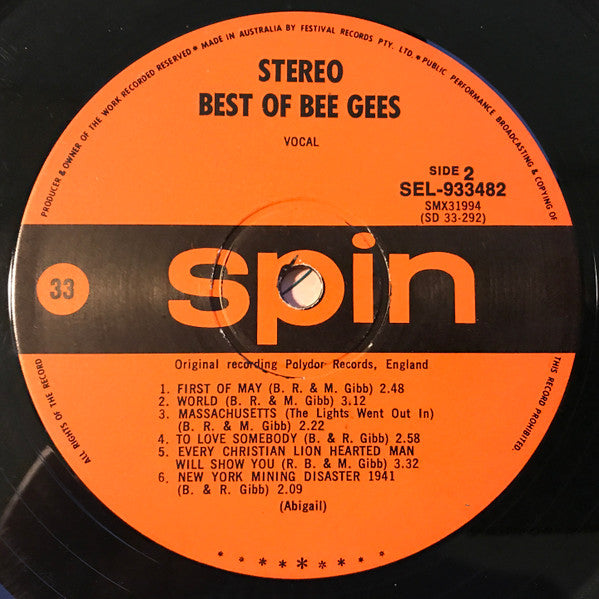 PRODUCER & OWNER OF THE WORK RECORDED RESERVED • MADE IN AUSTRALIA BY FESTIVAL RECORDS PTY. LTD. • PUBLIC PERFORMANCE BROADCASTING & COPYING OF
THIS RECORD PROHIBITED.
ALL RIGHTS OF THE RECORD
STEREO
BEST OF BEE GEES
VOCAL
SIDE 2
SEL-933482
SMX31994
(SD 33-292)
33
spin
Original recording Polydor Records, England
1. FIRST OF MAY (B. R. & M. Gibb) 2.48
2. WORLD (B. R. & M. Gibb) 3.12
3. MASSACHUSETTS (The Lights Went Out In)
(B. R. & M. Gibb) 2.22
4. TO LOVE SOMEBODY (B. & R. Gibb) 2.58
5. EVERY CHRISTIAN LION HEARTED MAN
WILL SHOW YOU (R. B. & M. Gibb) 3.32
6. NEW YORK MINING DISASTER 1941
(B. & R. Gibb) 2.09
(Abigail)